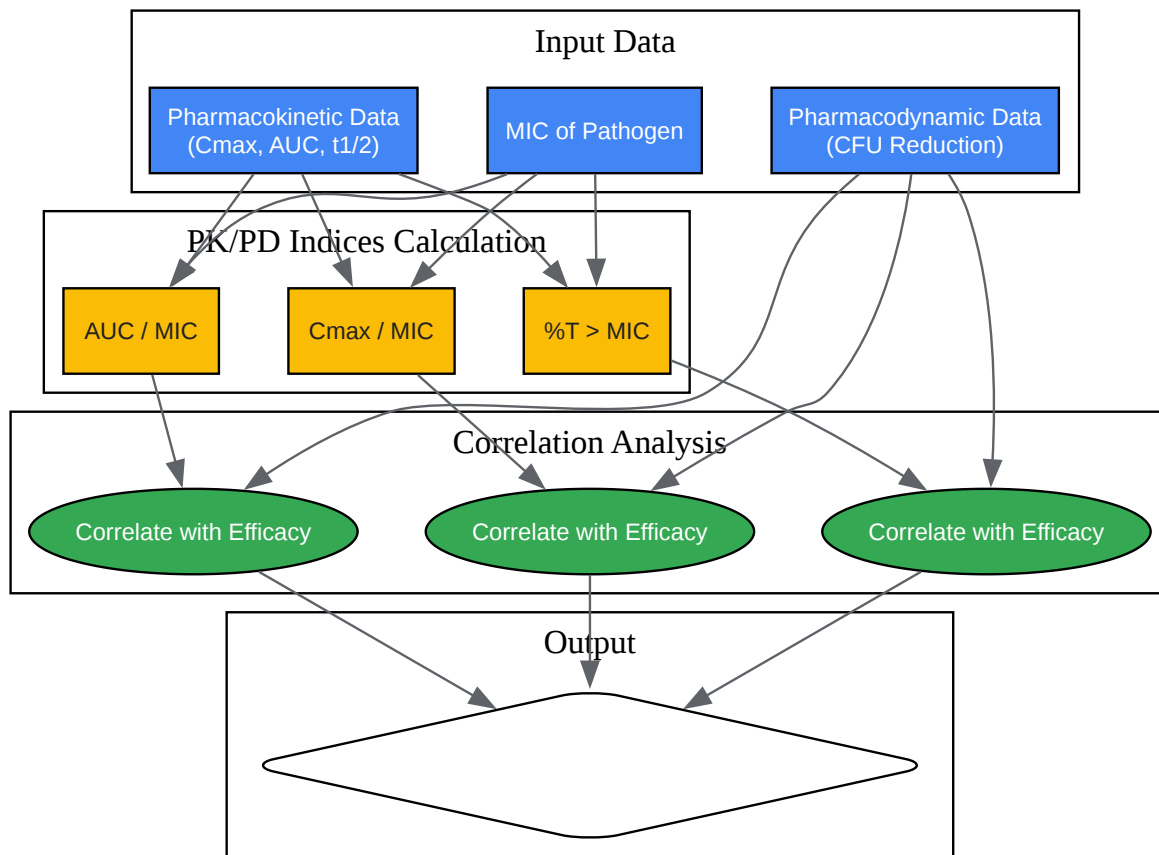 Input Data
Pharmacokinetic Data
(Cmax, AUC, t1/2)
MIC of Pathogen
Pharmacodynamic Data
(CFU Reduction)
PK/PD Indices Calculation
AUC / MIC
Cmax / MIC
%T > MIC
Correlation Analysis
Correlate with Efficacy
Correlate with Efficacy
Correlate with Efficacy
Output